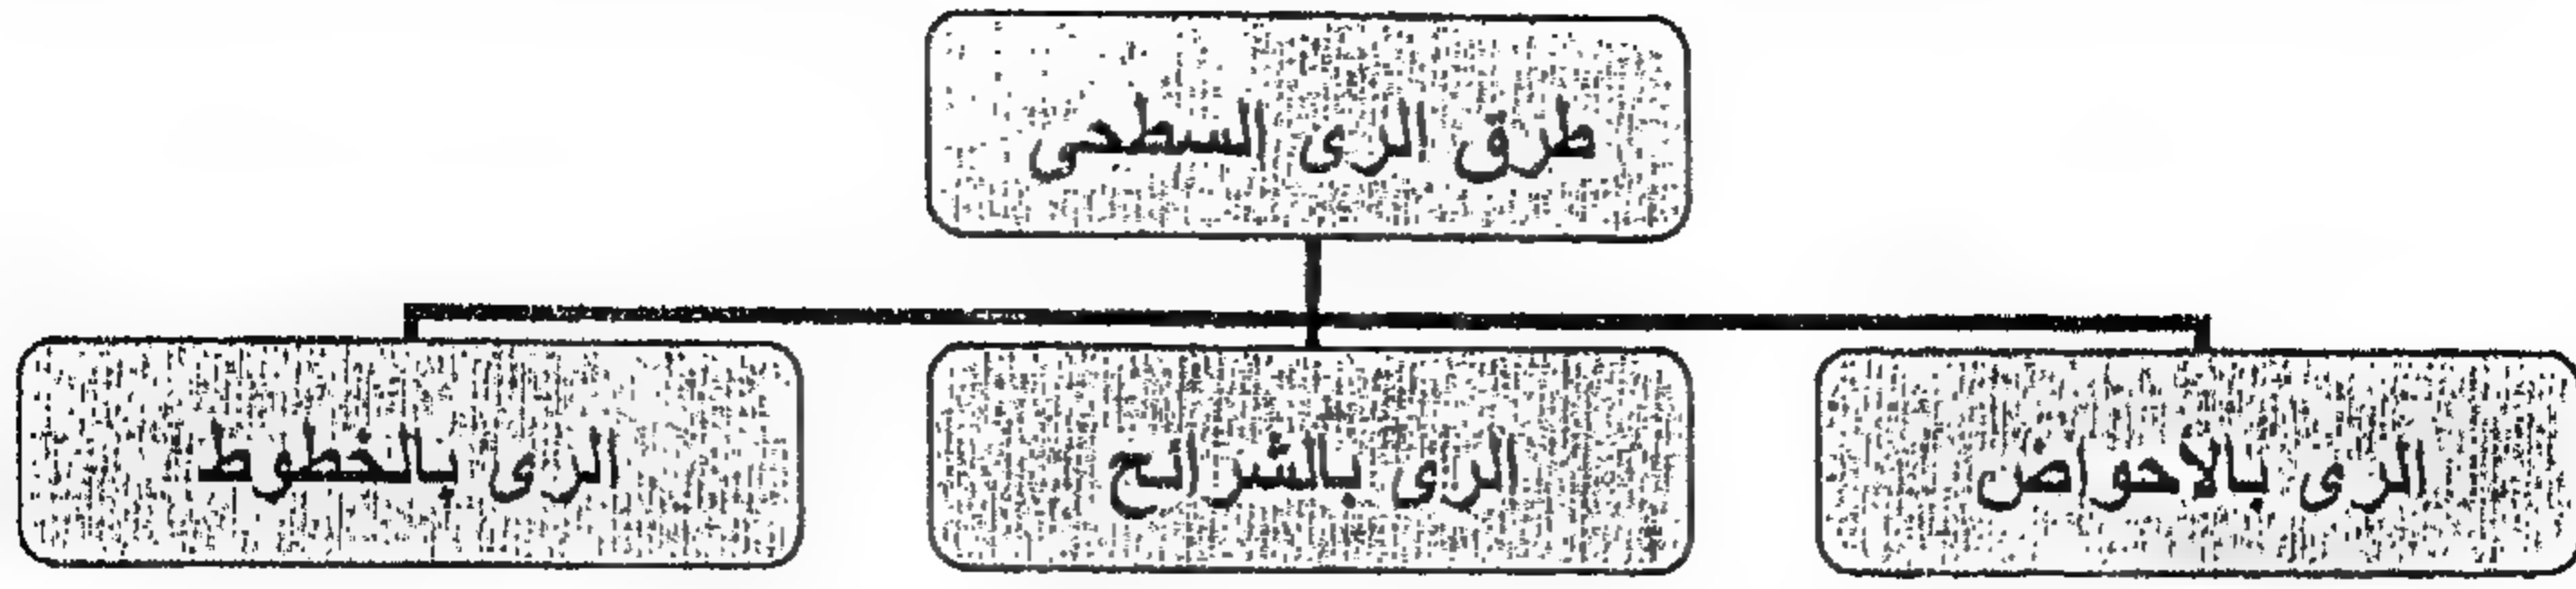 طرق الرى السطحى
الرى بالأحواض
الرى بالشرائح
الرى بالخطوط